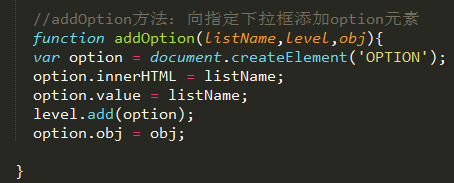 //addOption方法：向指定下拉框添加option元素
function addOption(listName,level,obj){
var option = document.createElement('OPTION');
option.innerHTML = listName;
option.value = listName;
level.add(option);
option.obj = obj;
}